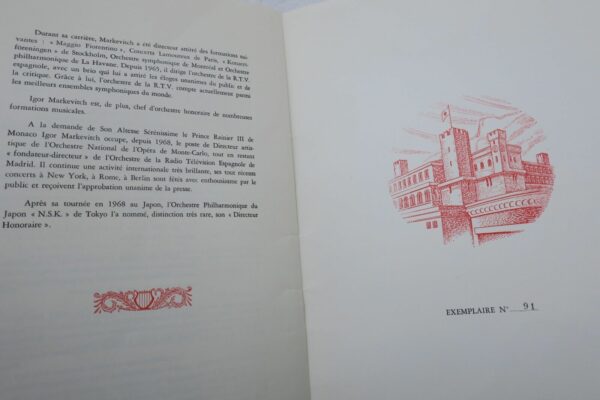 Durant sa carrière, Markevitch a été directeur attitré des formations sui-
vantes : « Maggio Fiorentino », Concerts Lamoureux de Paris, « Konsert-
föreningen » de Stockholm, Orchestre symphonique de Montréal et Orchestre
philharmonique de La Havane. Depuis 1965, il dirige l'orchestre de la R.T.V.
espagnole, avec un brio qui lui a attiré les éloges unanimes du public et de
la critique. Grâce à lui, l'orchestre de la R.T.V. compte actuellement parmi
les meilleurs ensembles symphoniques du monde.
Igor Markevitch est, de plus, chef d'orchestre honoraire de nombreuses
formations musicales.
A la demande de Son Altesse Sérénissime le Prince Rainier III de
Monaco Igor Markevitch occupe, depuis 1968, le poste de Directeur artis-
tique de l'Orchestre National de l'Opéra de Monte-Carlo, tout en restant
« fondateur-directeur » de l'Orchestre de la Radio Télévision Espagnole de
Madrid. Il continue une activité internationale très brillante, ses tout récents
concerts à New York, à Rome, à Berlin sont fêtés avec enthousiasme par le
public et reçoivent l'approbation unanime de la presse.
Après sa tournée en 1968 au Japon, l'Orchestre Philharmonique du
Japon « N.S.K. » de Tokyo l'a nommé, distinction très rare, son « Directeur
Honoraire ».
EXEMPLAIRE N° 91